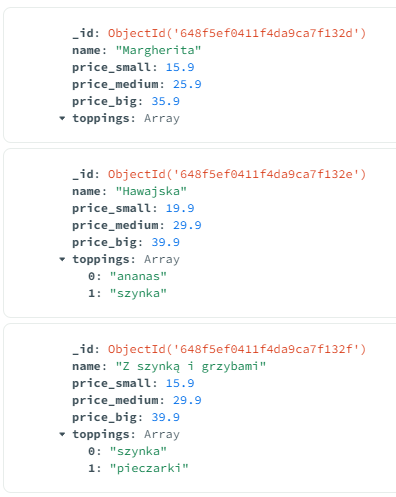 _id: ObjectId('648f5ef0411f4da9ca7f132d')
name: "Margherita"
price_small: 15.9
price_medium: 25.9
price_big: 35.9
toppings: Array
_id: ObjectId('648f5ef0411f4da9ca7f132e')
name: "Hawajska"
price_small: 19.9
price_medium: 29.9
price_big: 39.9
toppings: Array
0: "ananas"
1: "szynka"
_id: ObjectId('648f5ef0411f4da9ca7f132f')
name: "Z szynką i grzybami"
price_small: 15.9
price_medium: 29.9
price_big: 39.9
toppings: Array
0: "szynka"
1: "pieczarki"